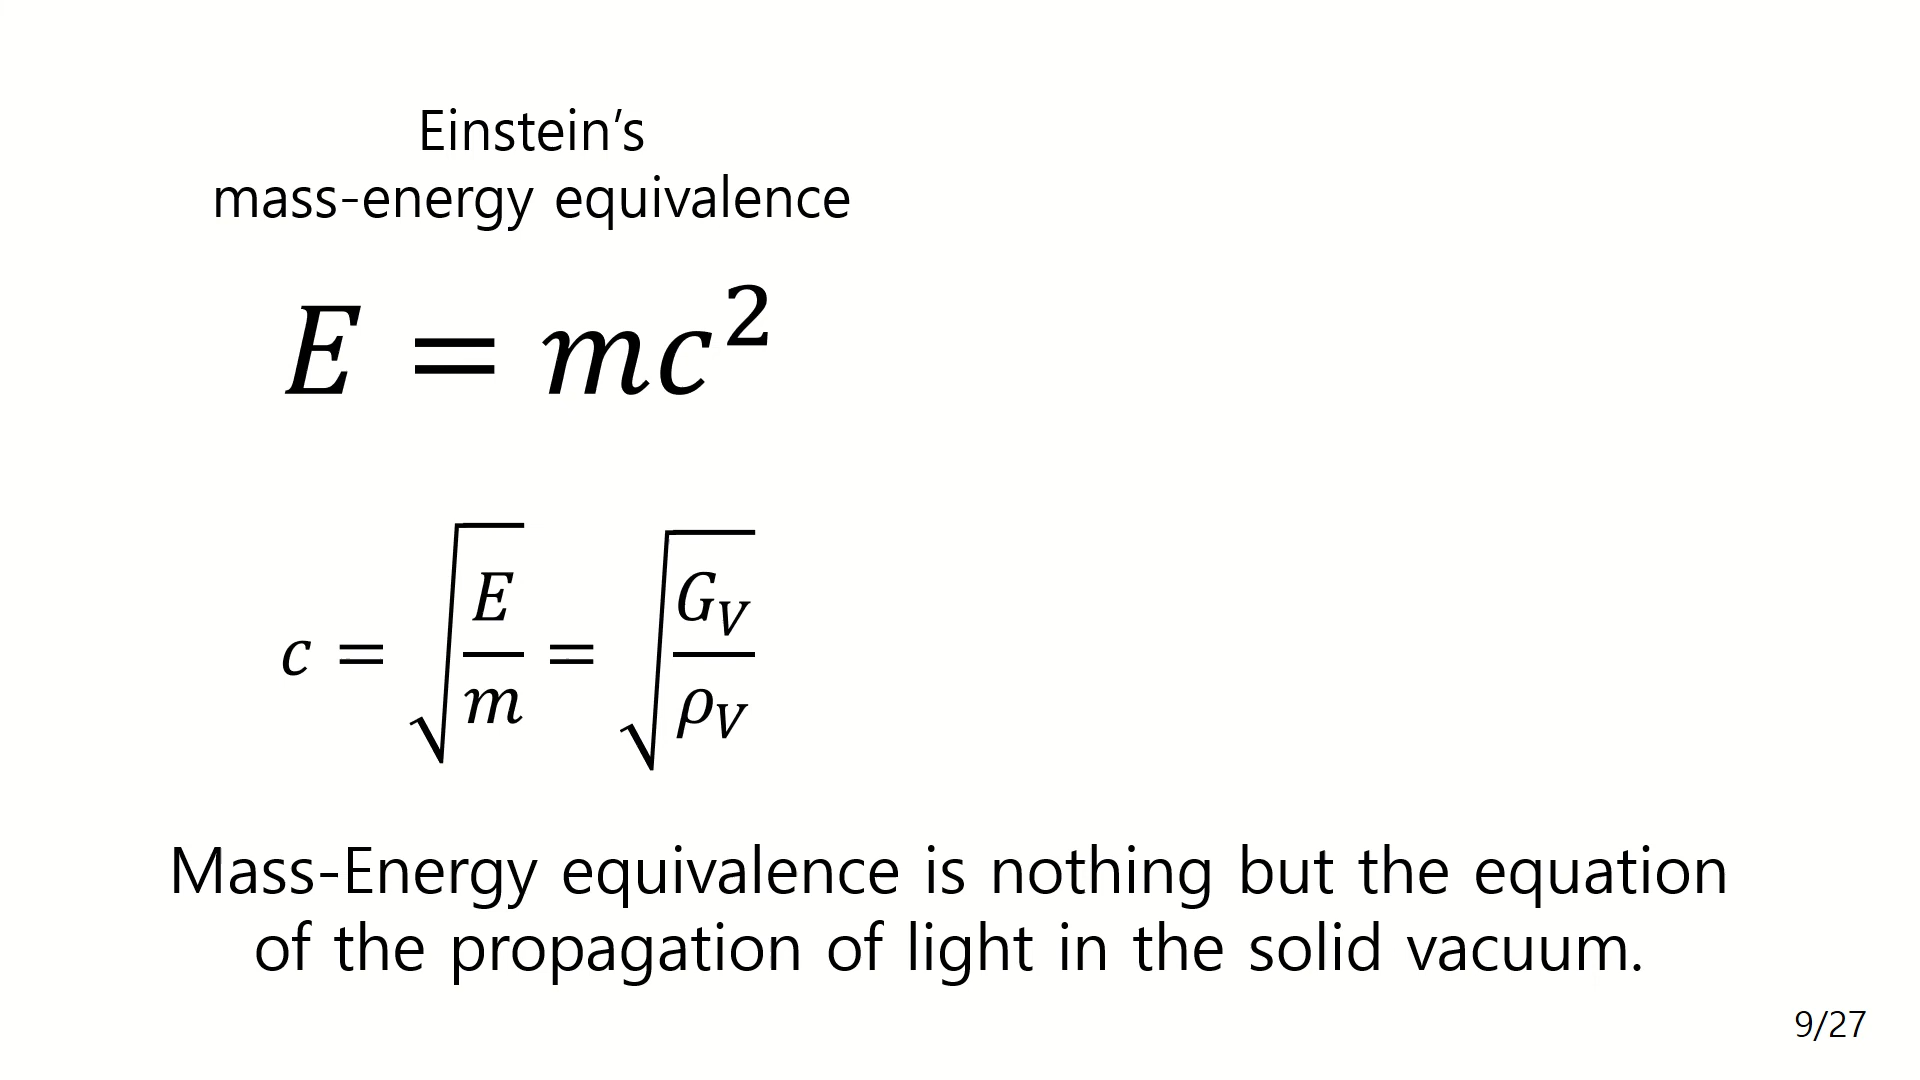 Einstein’s
mass-energy equivalence
E = mc²
c = √(E/m) = √(G_V/ρ_V)
Mass-Energy equivalence is nothing but the equation
of the propagation of light in the solid vacuum.
9/27